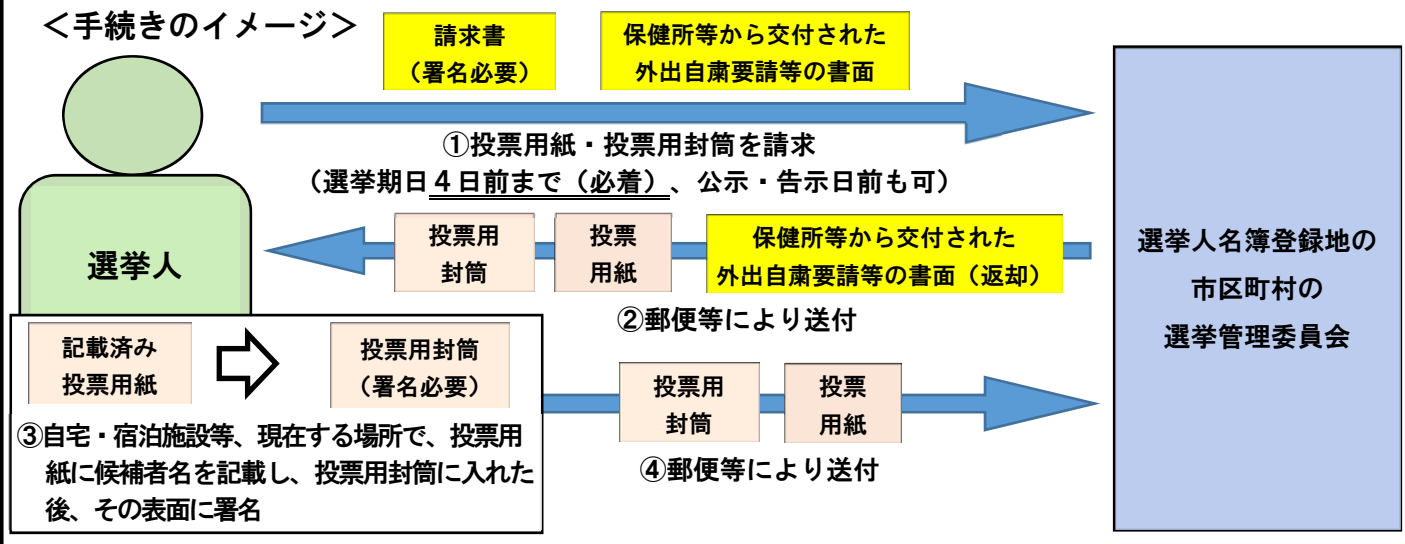 ＜手続きのイメージ＞
請求書
（署名必要）
保健所等から交付された
外出自粛要請等の書面
①投票用紙・投票用封筒を請求
（選挙期日４日前まで（必着）、公示・告示日前も可）
選挙人
投票用
封筒
投票
用紙
保健所等から交付された
外出自粛要請等の書面（返却）
②郵便等により送付
選挙人名簿登録地の
市区町村の
選挙管理委員会
記載済み
投票用紙
投票用封筒
（署名必要）
③自宅・宿泊施設等、現在する場所で、投票用
紙に候補者名を記載し、投票用封筒に入れた
後、その表面に署名
投票用
封筒
投票
用紙
④郵便等により送付